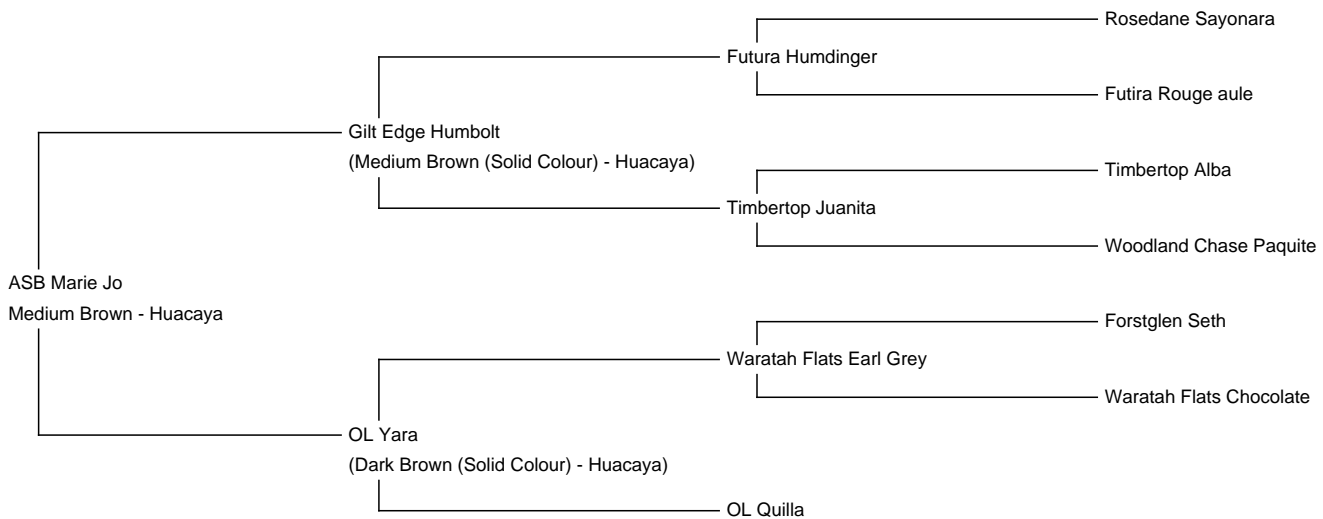 Rosedane Sayonara
Futura Humdinger
Futira Rouge aule
Gilt Edge Humbolt
(Medium Brown (Solid Colour) - Huacaya)
Timbertop Alba
Timbertop Juanita
Woodland Chase Paquite
ASB Marie Jo
Medium Brown - Huacaya
Forstglen Seth
Waratah Flats Earl Grey
Waratah Flats Chocolate
OL Yara
(Dark Brown (Solid Colour) - Huacaya)
OL Quilla